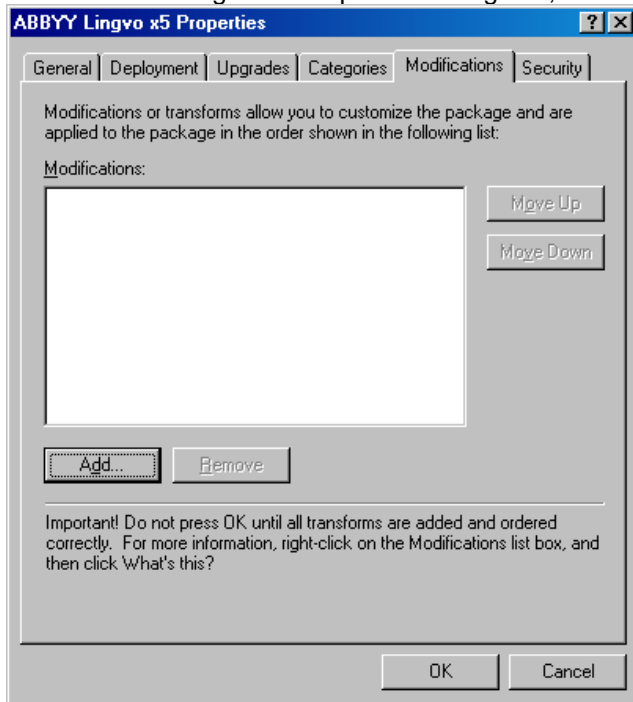 ABBYY Lingvo x5 Properties
General Deployment Upgrades Categories Modifications Security
Modifications or transforms allow you to customize the package and are
applied to the package in the order shown in the following list:
Modifications:
Move Up
Move Down
Add... Remove
Important! Do not press OK until all transforms are added and ordered
correctly. For more information, right-click on the Modifications list box, and
then click What's this?
OK Cancel